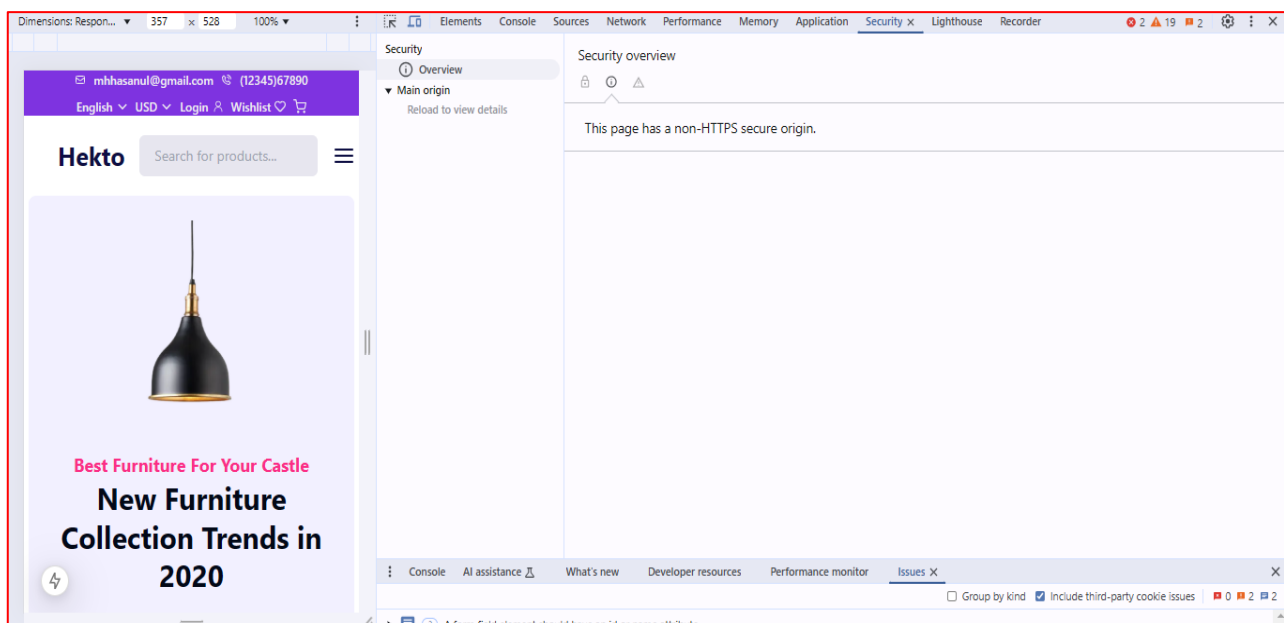 Dimensions: Respon... ▼ 357 x 528 100% ▼
Elements Console Sources Network Performance Memory Application Security Lighthouse Recorder 2 19 2
mhhasanul@gmail.com (12345)67890
English USD Login Wishlist
Hekto Search for products...
Best Furniture For Your Castle
New Furniture
Collection Trends in
2020
Security
Overview
Main origin
Reload to view details
Security overview
This page has a non-HTTPS secure origin.
Console AI assistance What's new Developer resources Performance monitor Issues
Group by kind Include third-party cookie issues 0 2 2